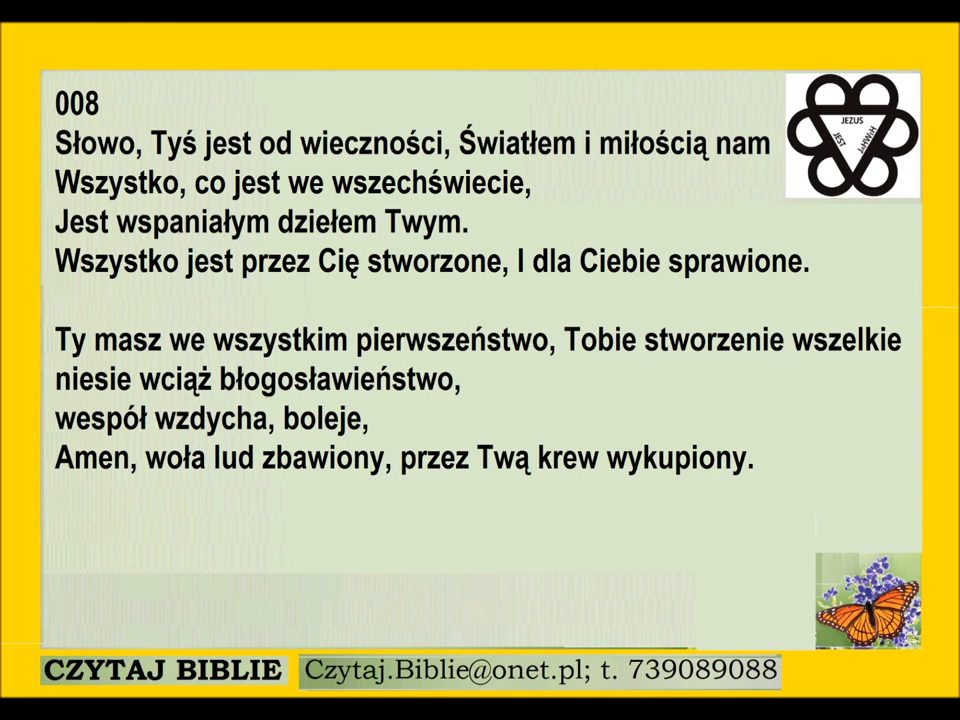 008
Słowo, Tyś jest od wieczności, Światłem i miłością nam
Wszystko, co jest we wszechświecie,
Jest wspaniałym dziełem Twym.
Wszystko jest przez Cię stworzone, I dla Ciebie sprawione.
Ty masz we wszystkim pierwszeństwo, Tobie stworzenie wszelkie
niesie wciąż błogosławieństwo,
wespół wzdycha, boleje,
Amen, woła lud zbawiony, przez Twą krew wykupiony.
JEZUS
JEST
JaHWiH
CZYTAJ BIBLIE
Czytaj.Biblie@onet.pl; t. 739089088